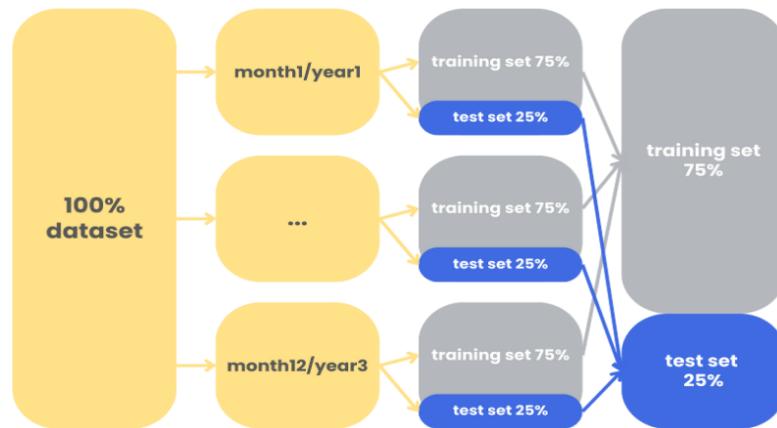 100%
dataset
month1/year1
...
month12/year3
training set 75%
test set 25%
training set 75%
test set 25%
training set 75%
test set 25%
training set
75%
test set
25%